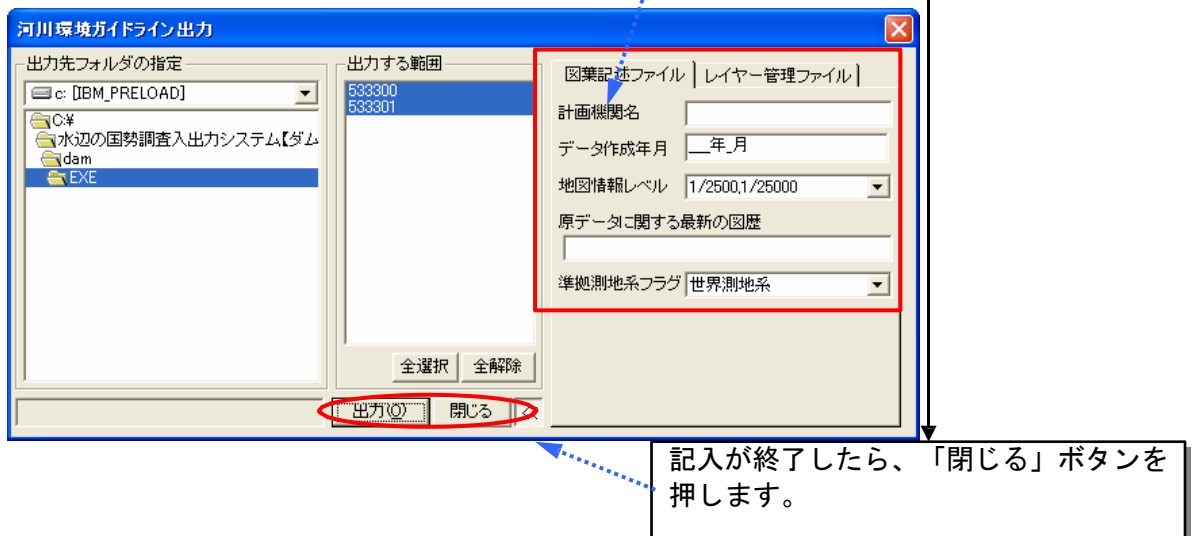 河川環境ガイドライン出力
出力先フォルダの指定
c: [IBM_PRELOAD]
C:¥
水辺の国勢調査入出力システム【ダム
dam
EXE
出力する範囲
533300
533301
全選択 全解除
図葉記述ファイル レイヤー管理ファイル
計画機関名
データ作成年月 __年_月
地図情報レベル 1/2500,1/25000
原データに関する最新の図歴
準拠測地系フラグ 世界測地系
出力(O) 閉じる <
記入が終了したら、「閉じる」ボタンを
押します。